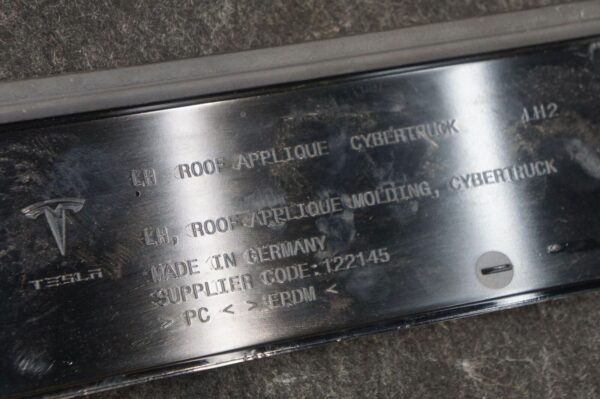 LH ROOF APPLIQUE CYBERTRUCK LH2
LH, ROOF APPLIQUE MOLDING, CYBERTRUCK
MADE IN GERMANY
SUPPLIER CODE:122145
> PC < > EPDM <
TESLA